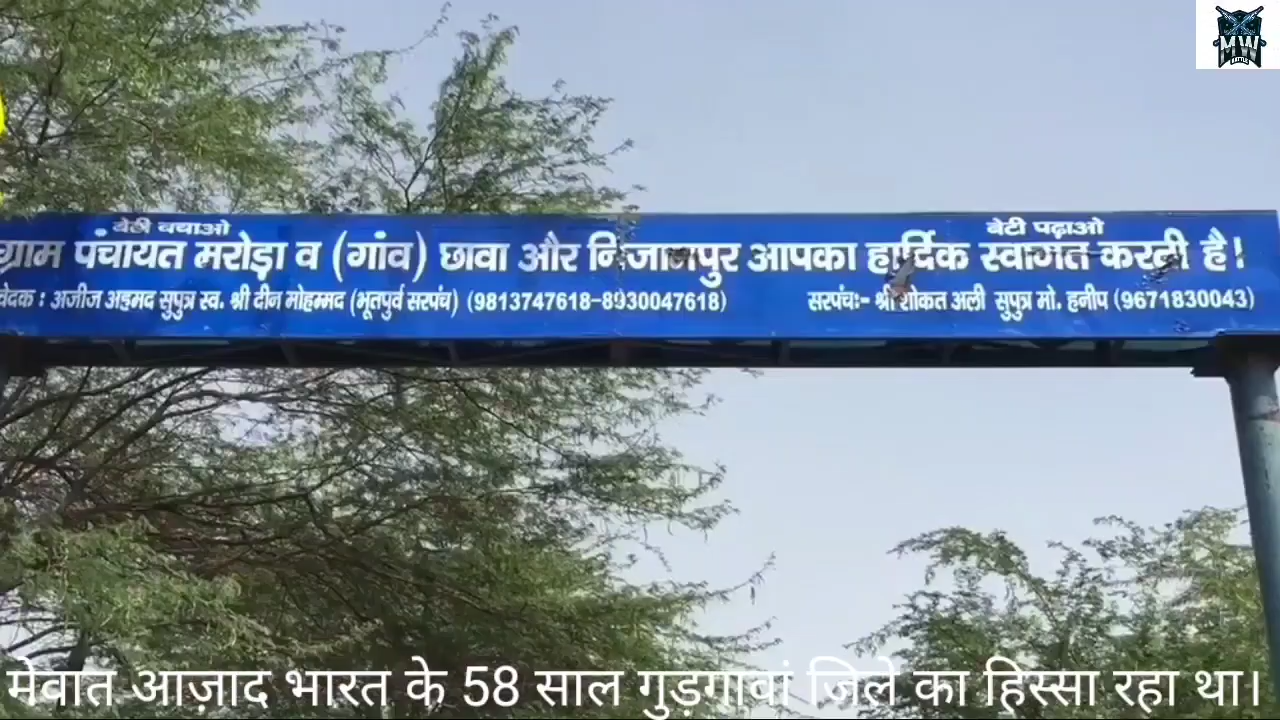 MW
बेटी बचाओ
बेटी पढ़ाओ
ग्राम पंचायत मरोड़ा व (गांव) छावा और निजामपुर आपका हार्दिक स्वागत करती है।
अजीज अहमद सुपुत्र स्व. श्री दीन मोहम्मद (भूतपुर्व सरपंच) (9813747618-8930047618)
सरपंचः- श्री शोकत अली सुपुत्र मो. हनीप (9671830043)
मेवात आज़ाद भारत के 58 साल गुड़गावां जिले का हिस्सा रहा था।